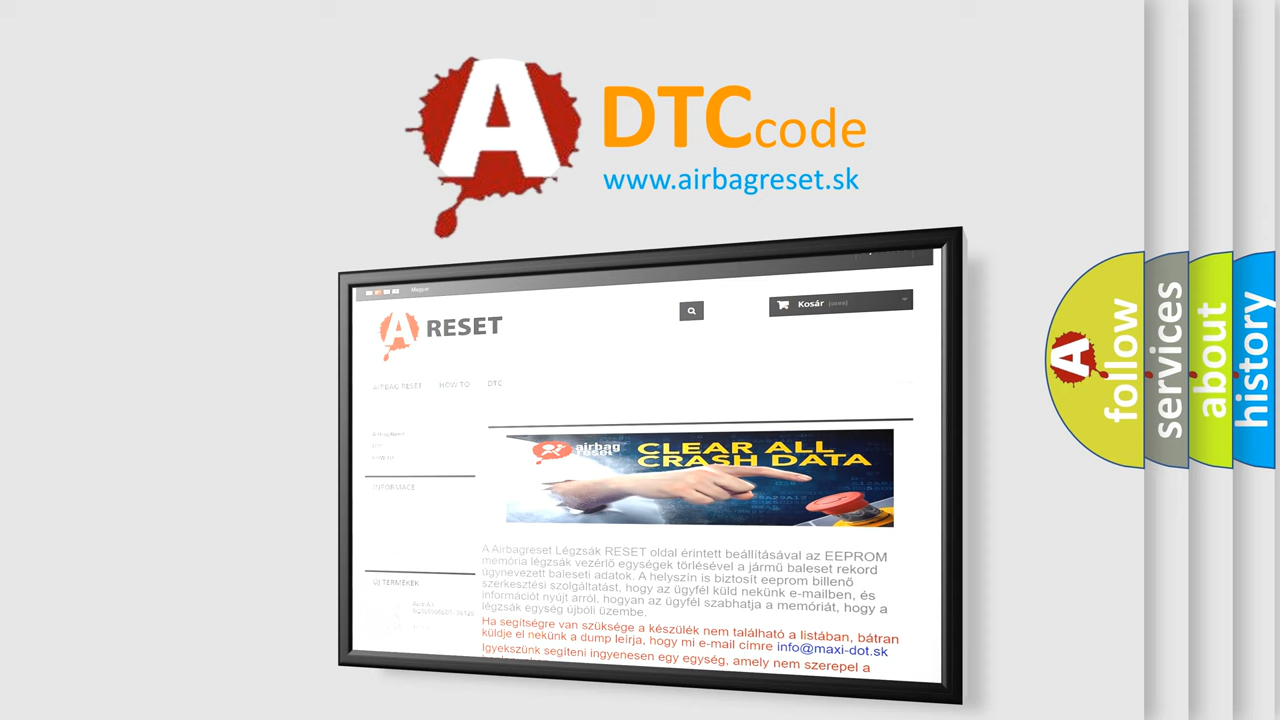 A
DTCcode
www.airbagreset.sk
Magyar
A RESET
Kosár
AIRBAG RESET HOW TO DTC
INFORMACE
airbag
reset
CLEAR ALL
CRASH DATA
A Airbagreset Légzsák RESET oldal érintett beállításával az EEPROM
memória légzsák vezérlő egységek törlésével a jármű baleset rekord
úgynevezett baleseti adatok. A helyszín is biztosít eeprom billenő
szerkesztési szolgáltatást, hogy az ügyfél küld nekünk e-mailben, és
információt nyújt árról, hogyan az ügyfél szabhatja a memóriát, hogy a
légzsák egység újbóli üzembe.
Ha segítségre van szüksége a készülék nem található a listában, bátran
küldje el nekünk a dump leírja, hogy mi e-mail címre info@maxi-dot.sk
Igyekszünk segíteni ingyenesen egy egység, amely nem szerepel a
ÚJ TERMÉKEK
A
follow
services
about
history